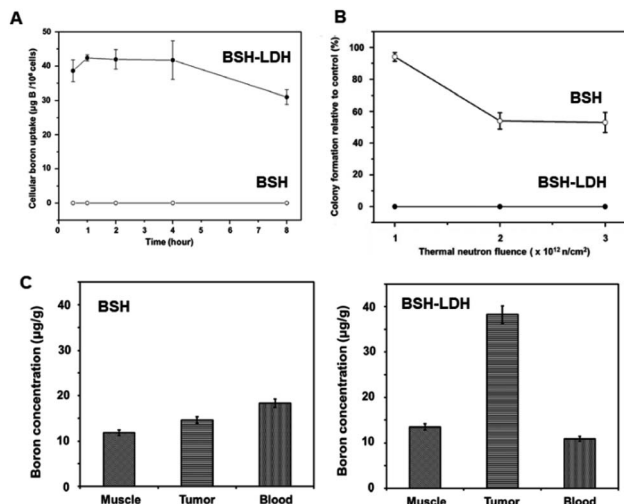 A
Cellular boron uptake (µg B /10⁶ cells)
50
40
30
20
10
0
BSH-LDH
BSH
0 1 2 3 4 5 6 7 8
Time (hour)
B
Colony formation relative to control (%)
100
80
60
40
20
0
BSH
BSH-LDH
1 2 3
Thermal neutron fluence ( x 10¹² n/cm²)
C
Boron concentration (µg/g)
40
30
20
10
0
BSH
Muscle Tumor Blood
Boron concentration (µg/g)
40
30
20
10
0
BSH-LDH
Muscle Tumor Blood